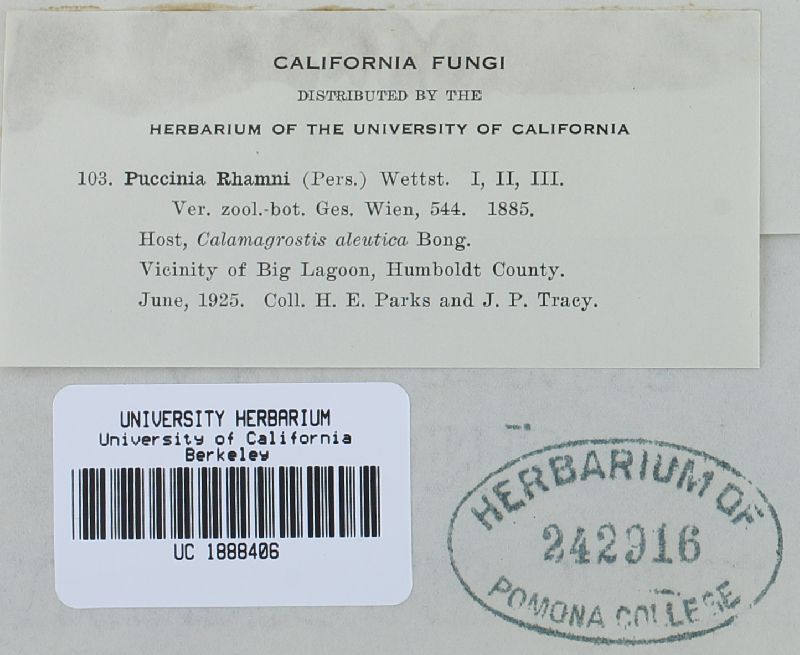 CALIFORNIA FUNGI
DISTRIBUTED BY THE
HERBARIUM OF THE UNIVERSITY OF CALIFORNIA
103. Puccinia Rhamni (Pers.) Wettst. I, II, III.
Ver. zool.-bot. Ges. Wien, 544. 1885.
Host, Calamagrostis aleutica Bong.
Vicinity of Big Lagoon, Humboldt County.
June, 1925. Coll. H. E. Parks and J. P. Tracy.
UNIVERSITY HERBARIUM
University of California
Berkeley
UC 1888406
HERBARIUM OF
242916
POMONA COLLEGE